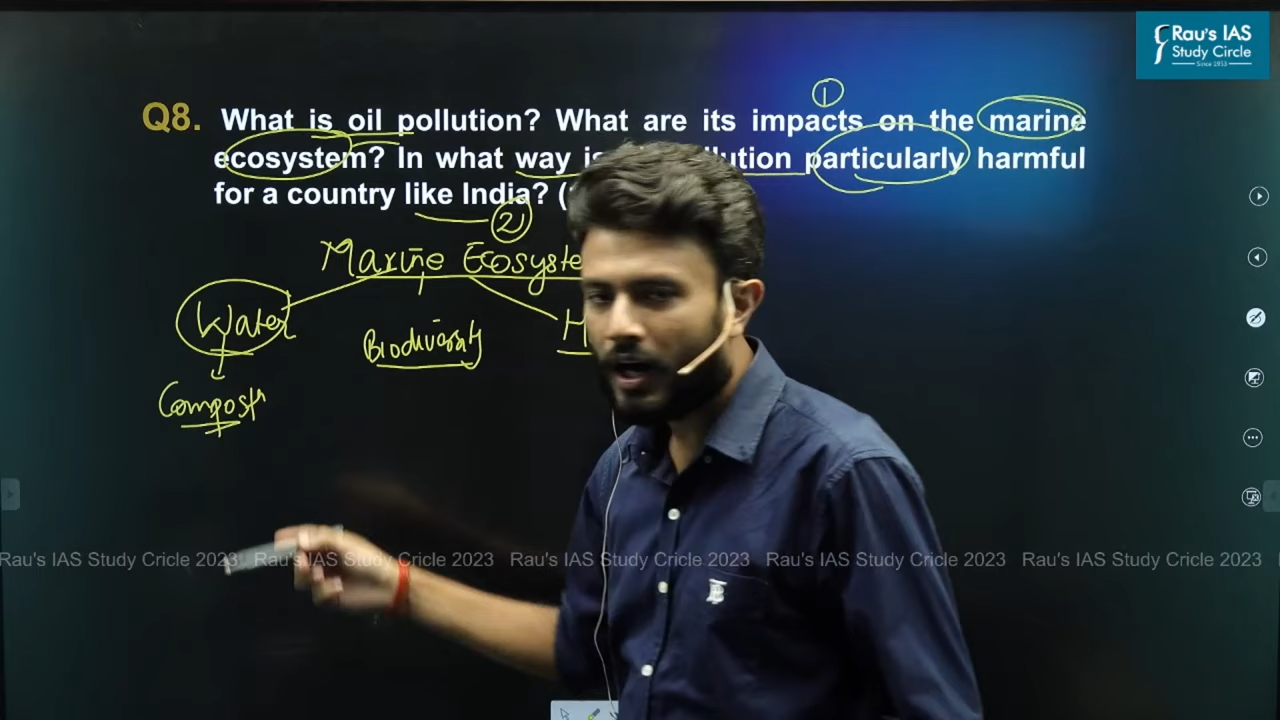 Rau's IAS
Study Circle
Since 1953
Q8. What is oil pollution? What are its impacts on the marine
ecosystem? In what way is lution particularly harmful
for a country like India? (
1
2
Marine Ecosyste
Water
Biodiversity
H
Rau's IAS Study Cricle 2023 Rau's IAS Study Cricle 2023 Rau's IAS Study Cricle 2023 Rau's IAS Study Cricle 2023 Rau's IAS Study Cricle 2023